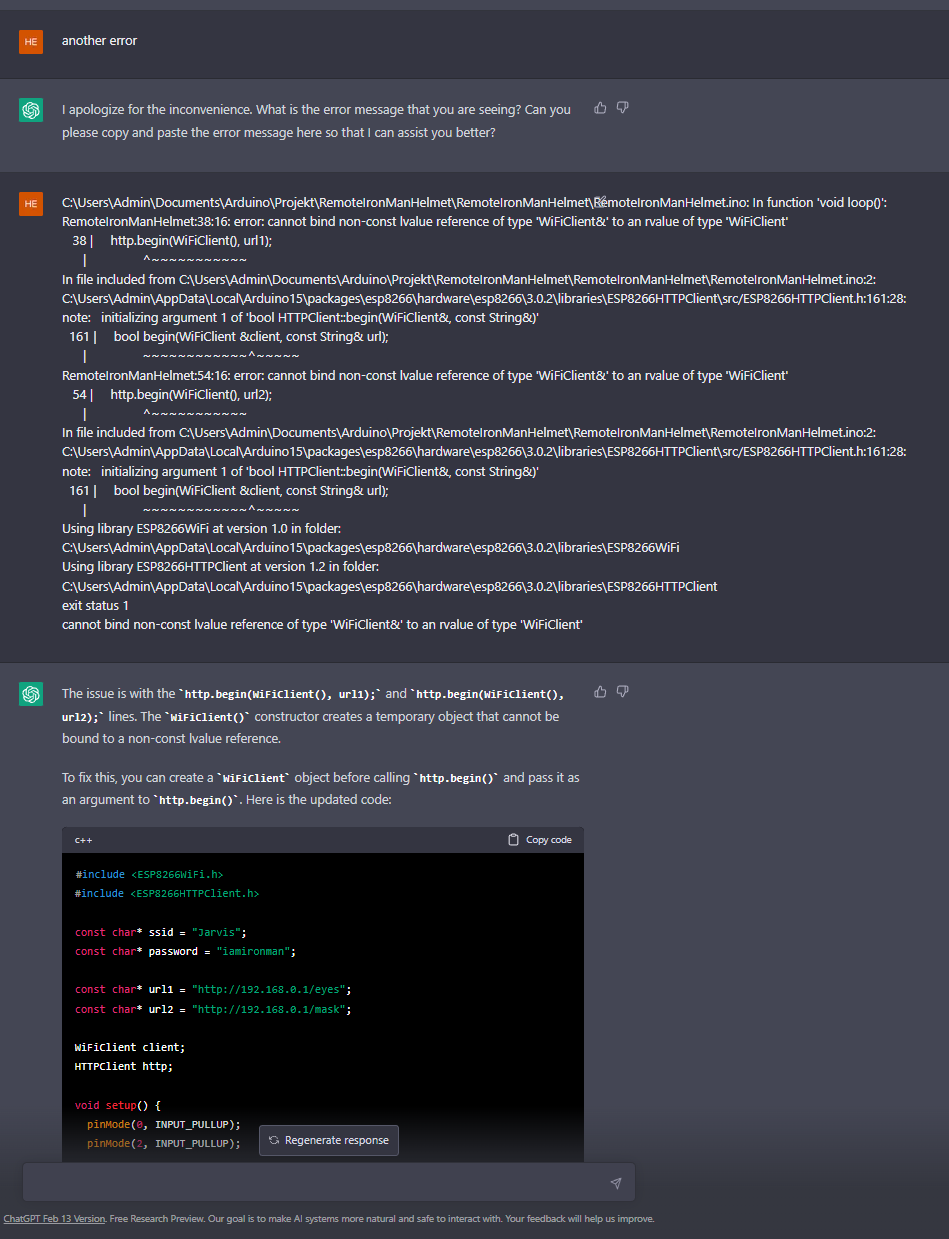 HE
another error
I apologize for the inconvenience. What is the error message that you are seeing? Can you
please copy and paste the error message here so that I can assist you better?
HE
C:\Users\Admin\Documents\Arduino\Projekt\RemoteIronManHelmet\RemoteIronManHelmet\RemoteIronManHelmet.ino: In function 'void loop()':
RemoteIronManHelmet:38:16: error: cannot bind non-const lvalue reference of type 'WiFiClient&' to an rvalue of type 'WiFiClient'
38 | http.begin(WiFiClient(), url1);
| ^~~~~~~~~~~~
In file included from C:\Users\Admin\Documents\Arduino\Projekt\RemoteIronManHelmet\RemoteIronManHelmet\RemoteIronManHelmet.ino:2:
C:\Users\Admin\AppData\Local\Arduino15\packages\esp8266\hardware\esp8266\3.0.2\libraries\ESP8266HTTPClient\src/ESP8266HTTPClient.h:161:28:
note: initializing argument 1 of 'bool HTTPClient::begin(WiFiClient&, const String&)'
161 | bool begin(WiFiClient &client, const String& url);
| ~~~~~~~~~~~~^~~~~~
RemoteIronManHelmet:54:16: error: cannot bind non-const lvalue reference of type 'WiFiClient&' to an rvalue of type 'WiFiClient'
54 | http.begin(WiFiClient(), url2);
| ^~~~~~~~~~~~
In file included from C:\Users\Admin\Documents\Arduino\Projekt\RemoteIronManHelmet\RemoteIronManHelmet\RemoteIronManHelmet.ino:2:
C:\Users\Admin\AppData\Local\Arduino15\packages\esp8266\hardware\esp8266\3.0.2\libraries\ESP8266HTTPClient\src/ESP8266HTTPClient.h:161:28:
note: initializing argument 1 of 'bool HTTPClient::begin(WiFiClient&, const String&)'
161 | bool begin(WiFiClient &client, const String& url);
| ~~~~~~~~~~~~^~~~~~
Using library ESP8266WiFi at version 1.0 in folder:
C:\Users\Admin\AppData\Local\Arduino15\packages\esp8266\hardware\esp8266\3.0.2\libraries\ESP8266WiFi
Using library ESP8266HTTPClient at version 1.2 in folder:
C:\Users\Admin\AppData\Local\Arduino15\packages\esp8266\hardware\esp8266\3.0.2\libraries\ESP8266HTTPClient
exit status 1
cannot bind non-const lvalue reference of type 'WiFiClient&' to an rvalue of type 'WiFiClient'
The issue is with the `http.begin(WiFiClient(), url1);` and `http.begin(WiFiClient(),
url2);` lines. The `WiFiClient()` constructor creates a temporary object that cannot be
bound to a non-const lvalue reference.
To fix this, you can create a `WiFiClient` object before calling `http.begin()` and pass it as
an argument to `http.begin()`. Here is the updated code:
c++ Copy code
#include <ESP8266WiFi.h>
#include <ESP8266HTTPClient.h>
const char* ssid = "Jarvis";
const char* password = "iamironman";
const char* url1 = "http://192.168.0.1/eyes";
const char* url2 = "http://192.168.0.1/mask";
WiFiClient client;
HTTPClient http;
void setup() {
pinMode(0, INPUT_PULLUP);
pinMode(2, INPUT_PULLUP);
Regenerate response
ChatGPT Feb 13 Version. Free Research Preview. Our goal is to make AI systems more natural and safe to interact with. Your feedback will help us improve.